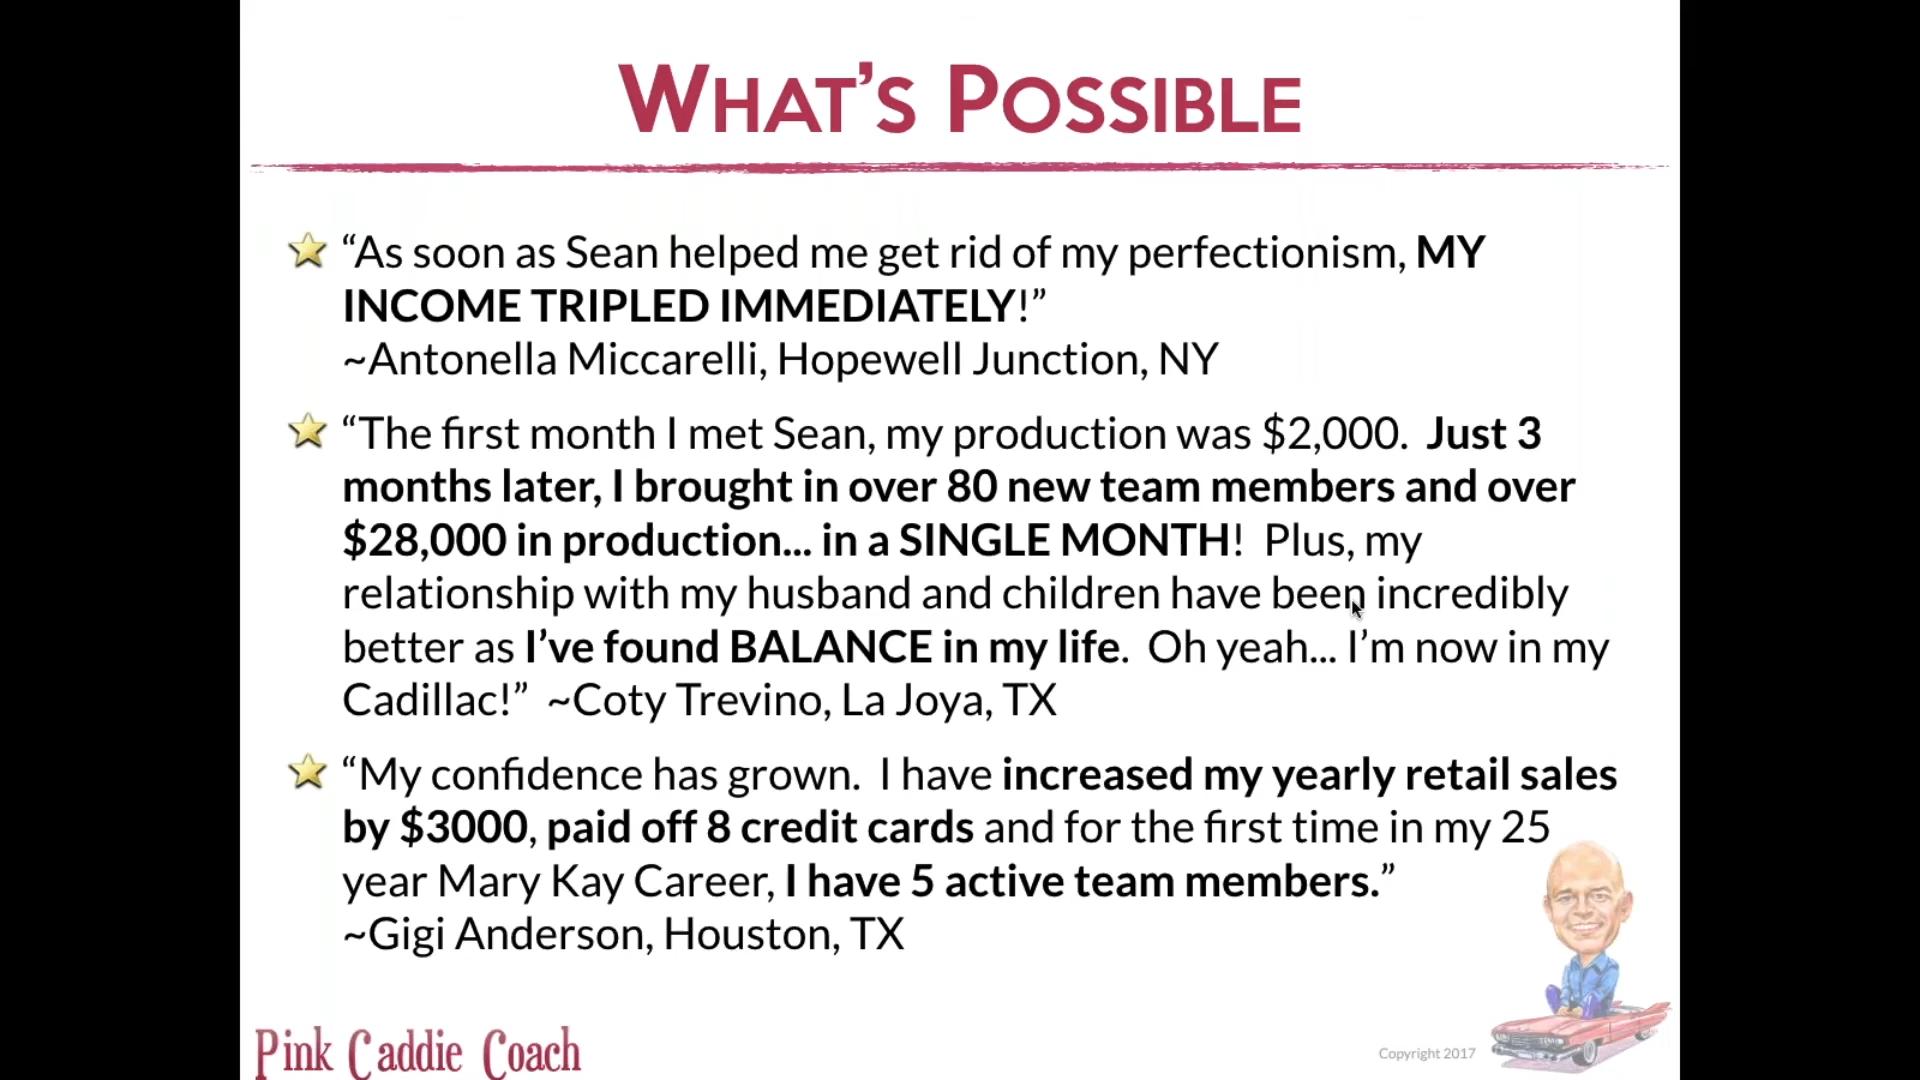 WHAT'S POSSIBLE
“As soon as Sean helped me get rid of my perfectionism, MY
INCOME TRIPLED IMMEDIATELY!”
~Antonella Miccarelli, Hopewell Junction, NY
“The first month I met Sean, my production was $2,000.  Just 3
months later, I brought in over 80 new team members and over
$28,000 in production... in a SINGLE MONTH!  Plus, my
relationship with my husband and children have been incredibly
better as I’ve found BALANCE in my life.  Oh yeah... I’m now in my
Cadillac!”  ~Coty Trevino, La Joya, TX
“My confidence has grown.  I have increased my yearly retail sales
by $3000, paid off 8 credit cards and for the first time in my 25
year Mary Kay Career, I have 5 active team members.”
~Gigi Anderson, Houston, TX
Pink Caddie Coach
Copyright 2017